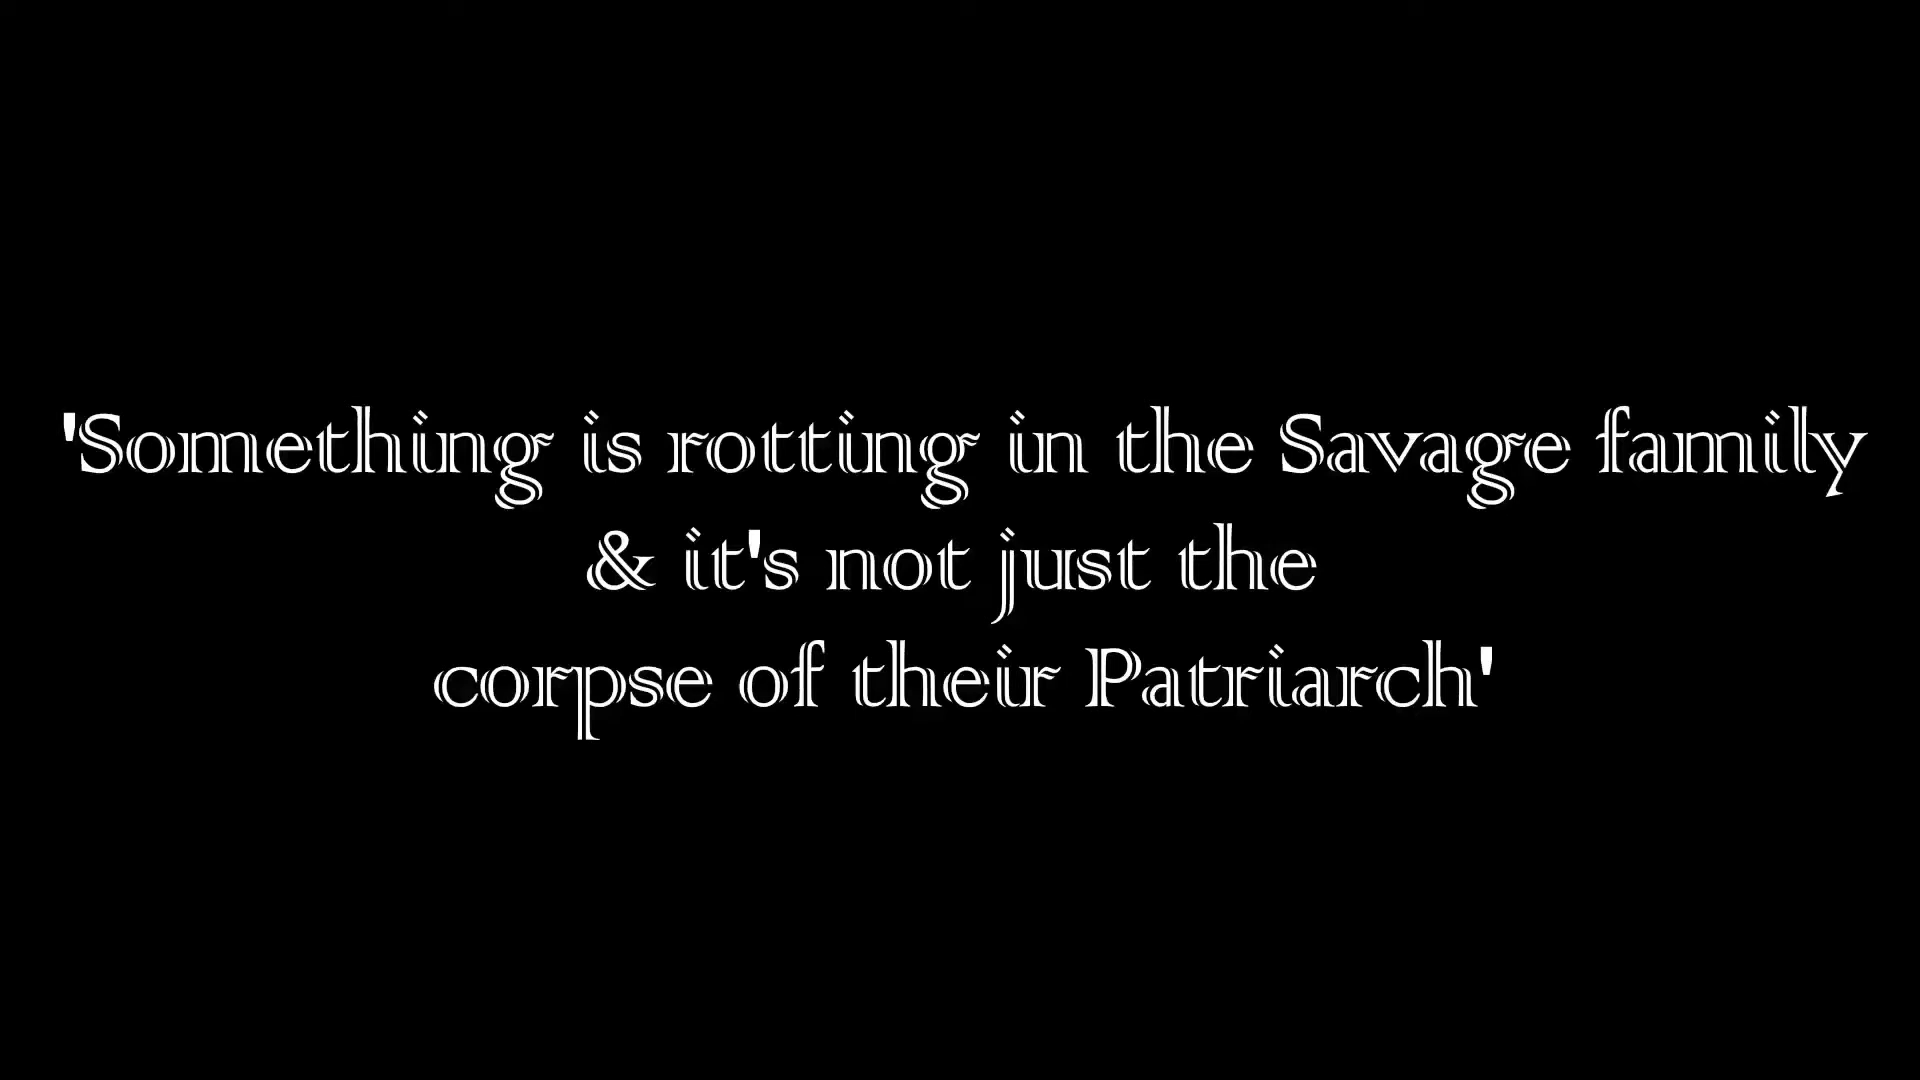 'Something is rotting in the Savage family
& it's not just the
corpse of their Patriarch'